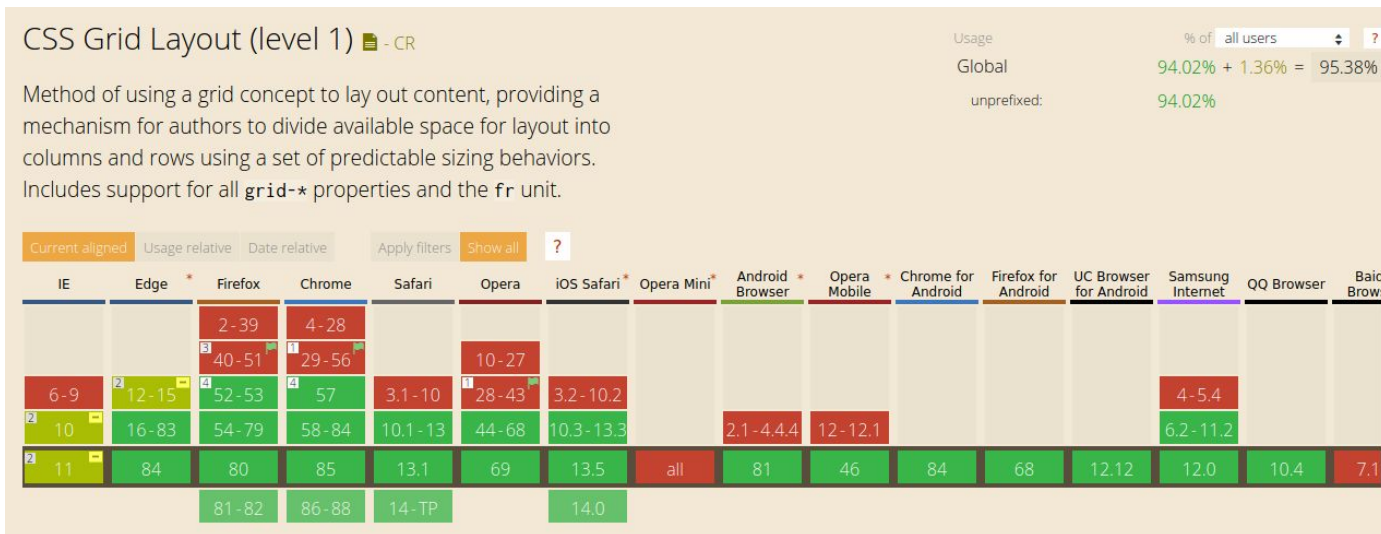 CSS Grid Layout (level 1) - CR
Usage % of all users ?
Global 94.02% + 1.36% = 95.38%
unprefixed: 94.02%
Method of using a grid concept to lay out content, providing a
mechanism for authors to divide available space for layout into
columns and rows using a set of predictable sizing behaviors.
Includes support for all grid-* properties and the fr unit.
Current aligned Usage relative Date relative Apply filters Show all ?
IE Edge * Firefox Chrome Safari Opera iOS Safari * Opera Mini * Android Browser * Opera Mobile * Chrome for Android Firefox for Android UC Browser for Android Samsung Internet QQ Browser Baid Brows
2-39 4-28
3 40-51 1 29-56 10-27
6-9 2 12-15 4 52-53 4 57 3.1-10 1 28-43 3.2-10.2 4-5.4
2 10 16-83 54-79 58-84 10.1-13 44-68 10.3-13.3 2.1-4.4.4 12-12.1 6.2-11.2
2 11 84 80 85 13.1 69 13.5 all 81 46 84 68 12.12 12.0 10.4 7.1
81-82 86-88 14-TP 14.0